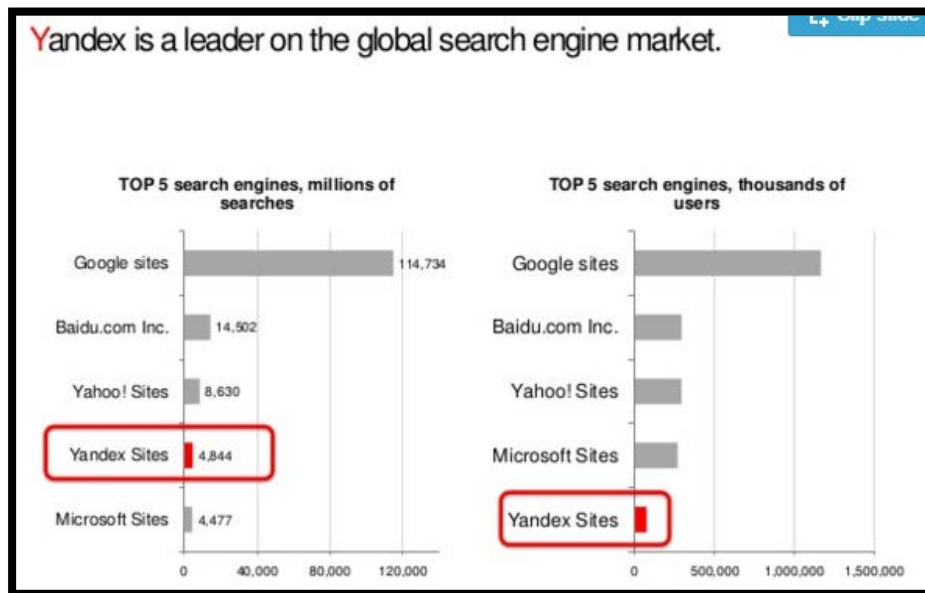 Clip slide
Yandex is a leader on the global search engine market.
TOP 5 search engines, millions of
searches
Google sites
114,734
Baidu.com Inc.
14,502
Yahoo! Sites
8,630
Yandex Sites
4,844
Microsoft Sites
4,477
0 40,000 80,000 120,000
TOP 5 search engines, thousands of
users
Google sites
Baidu.com Inc.
Yahoo! Sites
Microsoft Sites
Yandex Sites
0 500,000 1,000,000 1,500,000